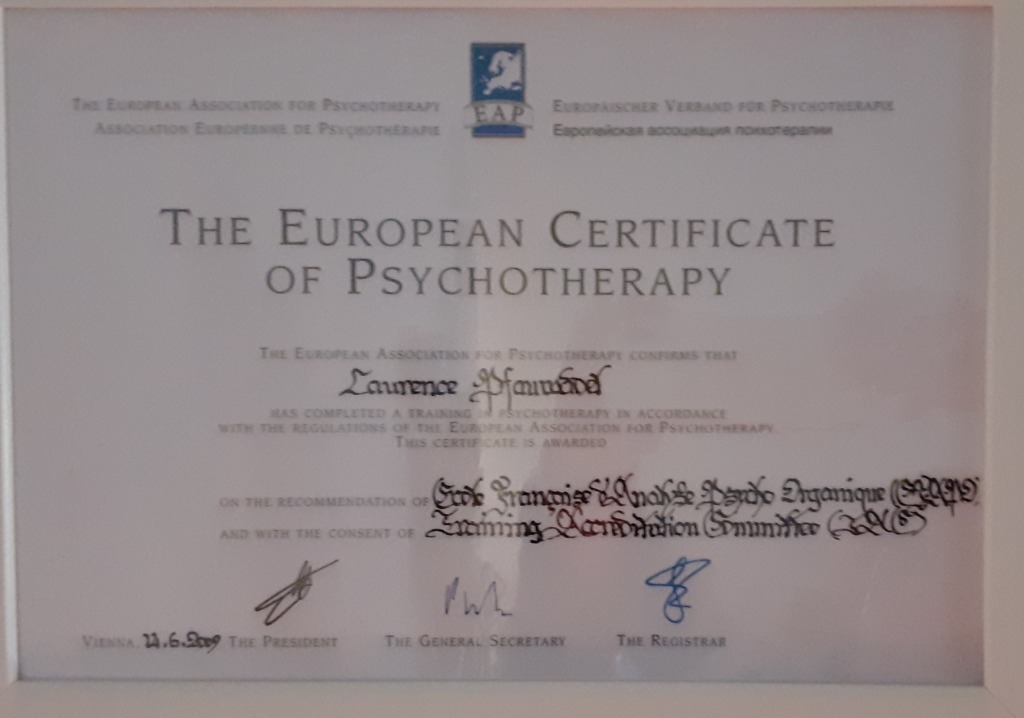 THE EUROPEAN ASSOCIATION FOR PSYCHOTHERAPY
ASSOCIATION EUROPÉENNE DE PSYCHOTHÉRAPIE
EAP
EUROPÄISCHER VERBAND FÜR PSYCHOTHERAPIE
Европейская ассоциация психотерапии
THE EUROPEAN CERTIFICATE
OF PSYCHOTHERAPY
THE EUROPEAN ASSOCIATION FOR PSYCHOTHERAPY CONFIRMS THAT
Laurence
HAS COMPLETED A TRAINING IN PSYCHOTHERAPY IN ACCORDANCE
WITH THE REGULATIONS OF THE EUROPEAN ASSOCIATION FOR PSYCHOTHERAPY.
THIS CERTIFICATE IS AWARDED
ON THE RECOMMENDATION OF Ecole Française d'Analyse Psycho Organique (EFAPO)
AND WITH THE CONSENT OF Training Accreditation Committee (TAC)
VIENNA, .6.2009 THE PRESIDENT
THE GENERAL SECRETARY
THE REGISTRAR